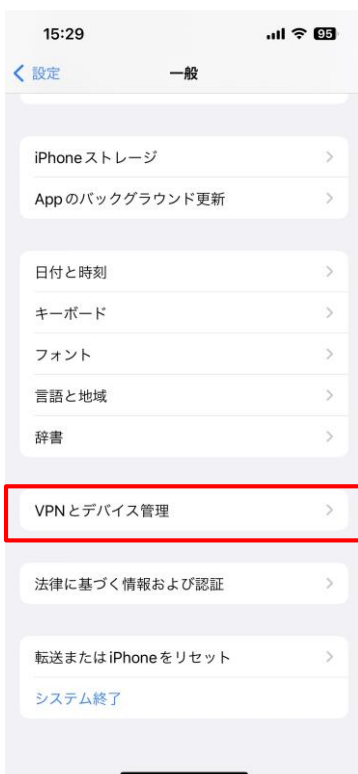 15:29
95
設定
一般
iPhoneストレージ
Appのバックグラウンド更新
日付と時刻
キーボード
フォント
言語と地域
辞書
VPNとデバイス管理
法律に基づく情報および認証
転送またはiPhoneをリセット
システム終了